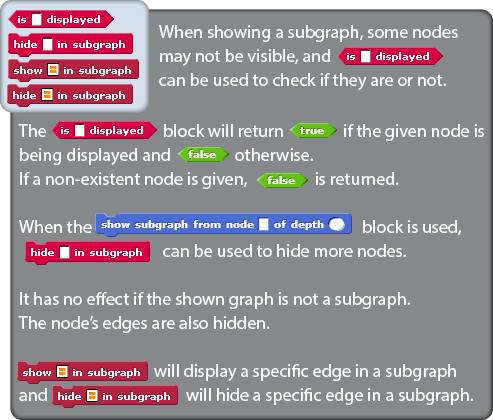 is displayed
hide in subgraph
show in subgraph
hide in subgraph
When showing a subgraph, some nodes
may not be visible, and is displayed
can be used to check if they are or not.
The is displayed block will return true if the given node is
being displayed and false otherwise.
If a non-existent node is given, false is returned.
When the show subgraph from node of depth block is used,
hide in subgraph can be used to hide more nodes.
It has no effect if the shown graph is not a subgraph.
The node's edges are also hidden.
show in subgraph will display a specific edge in a subgraph
and hide in subgraph will hide a specific edge in a subgraph.